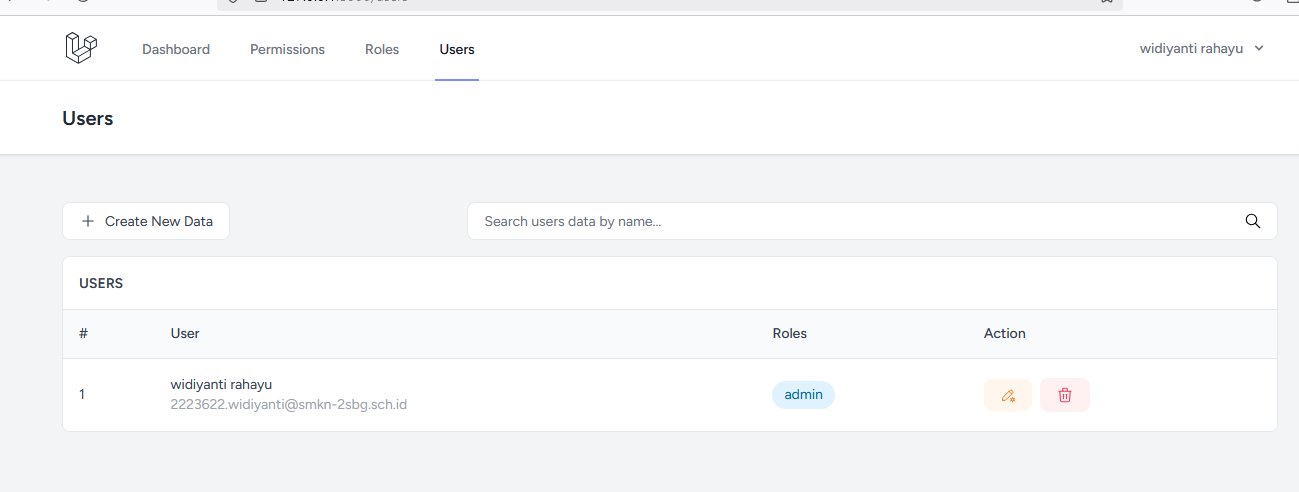 Dashboard Permissions Roles Users widiyanti rahayu
Users
Create New Data Search users data by name...
USERS
# User Roles Action
1 widiyanti rahayu admin
2223622.widiyanti@smkn-2sbg.sch.id